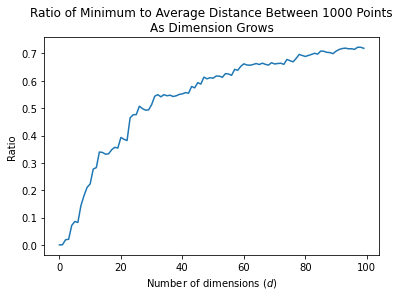 Ratio of Minimum to Average Distance Between 1000 Points
As Dimension Grows
0.7
0.6
0.5
0.4
0.3
0.2
0.1
0.0
Ratio
0 20 40 60 80 100
Number of dimensions (d)